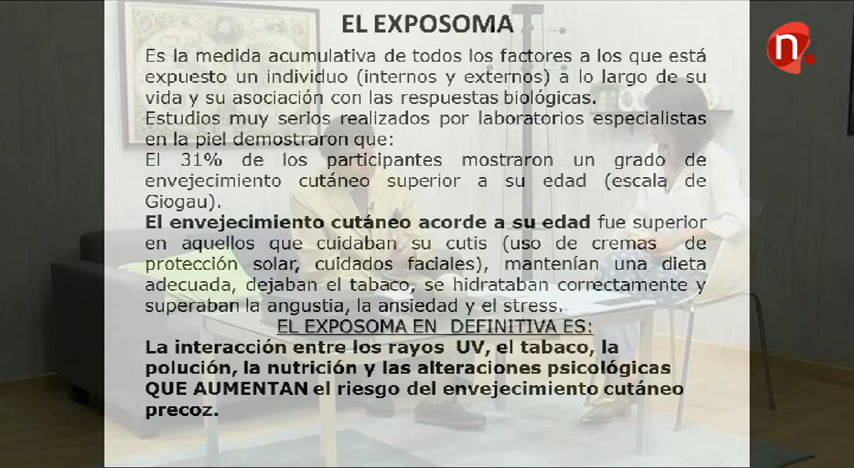 EL EXPOSOMA
n
Es la medida acumulativa de todos los factores a los que está
expuesto un individuo (internos y externos) a lo largo de su
vida y su asociación con las respuestas biológicas.
Estudios muy serios realizados por laboratorios especialistas
en la piel demostraron que:
El 31% de los participantes mostraron un grado de
envejecimiento cutáneo superior a su edad (escala de
Giogau).
El envejecimiento cutáneo acorde a su edad fue superior
en aquellos que cuidaban su cutis (uso de cremas de
protección solar, cuidados faciales), mantenían una dieta
adecuada, dejaban el tabaco, se hidrataban correctamente y
superaban la angustia, la ansiedad y el stress.
EL EXPOSOMA EN DEFINITIVA ES:
La interacción entre los rayos UV, el tabaco, la
polución, la nutrición y las alteraciones psicológicas
QUE AUMENTAN el riesgo del envejecimiento cutáneo
precoz.